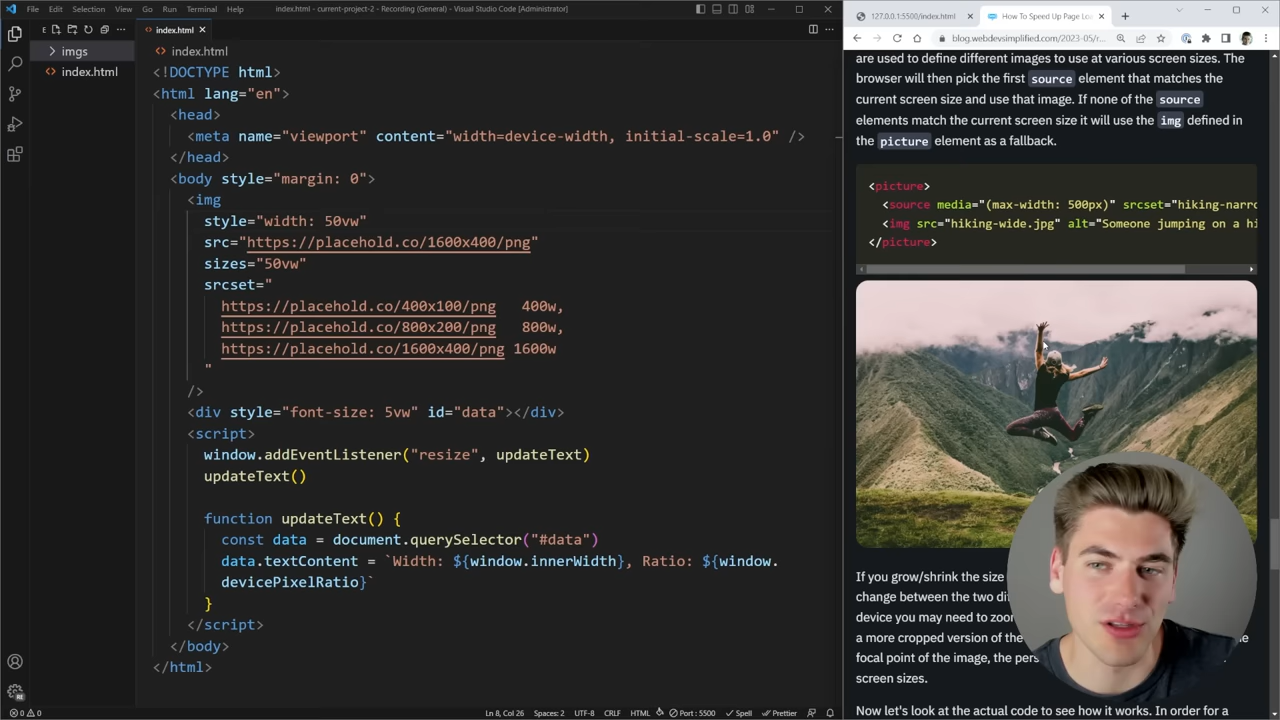 File Edit Selection View Go Run Terminal Help
index.html - current-project-2 - Recording (General) - Visual Studio Code [Administrator]
E
index.html
imgs
index.html
index.html
<!DOCTYPE html>
<html lang="en">
<head>
<meta name="viewport" content="width=device-width, initial-scale=1.0" />
</head>
<body style="margin: 0">
<img
style="width: 50vw"
src="https://placehold.co/1600x400/png"
sizes="50vw"
srcset="
https://placehold.co/400x100/png 400w,
https://placehold.co/800x200/png 800w,
https://placehold.co/1600x400/png 1600w
"
/>
<div style="font-size: 5vw" id="data"></div>
<script>
window.addEventListener("resize", updateText)
updateText()
function updateText() {
const data = document.querySelector("#data")
data.textContent = `Width: ${window.innerWidth}, Ratio: ${window.
devicePixelRatio}`
}
</script>
</body>
</html>
0 0
Ln 8, Col 26 Spaces: 2 UTF-8 CRLF HTML Port : 5500 Spell Prettier
127.0.0.1:5500/index.html
How To Speed Up Page Loa
blog.webdevsimplified.com/2023-05/r...
are used to define different images to use at various screen sizes. The
browser will then pick the first source element that matches the
current screen size and use that image. If none of the source
elements match the current screen size it will use the img defined in
the picture element as a fallback.
<picture>
<source media="(max-width: 500px)" srcset="hiking-narro
<img src="hiking-wide.jpg" alt="Someone jumping on a hi
</picture>
If you grow/shrink the size
change between the two di
device you may need to zoo
a more cropped version of the
focal point of the image, the pers
screen sizes.
Now let's look at the actual code to see how it works. In order for a